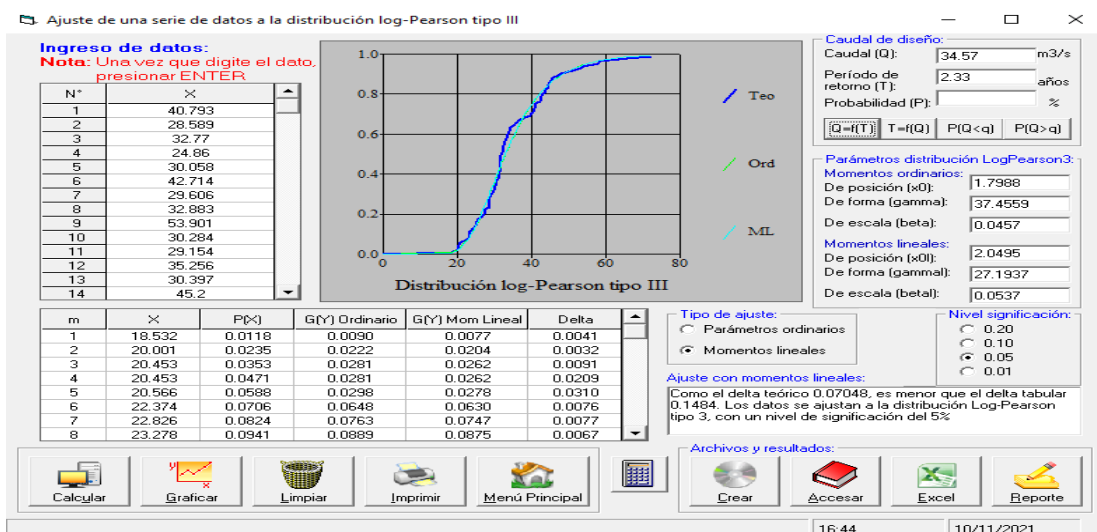 Ajuste de una serie de datos a la distribución log-Pearson tipo III
Ingreso de datos:
Nota: Una vez que digite el dato,
presionar ENTER
N° X
1 40.793
2 28.589
3 32.77
4 24.86
5 30.058
6 42.714
7 29.606
8 32.883
9 53.901
10 30.284
11 29.154
12 35.256
13 30.397
14 45.2
1.0
0.8
0.6
0.4
0.2
0.0
0 20 40 60 80
Teo
Ord
ML
Distribución log-Pearson tipo III
Caudal de diseño:
Caudal (Q): 34.57 m3/s
Período de
retorno (T): 2.33 años
Probabilidad (P): %
Q=f(T) T=f(Q) P(Q<q) P(Q>q)
Parámetros distribución LogPearson3:
Momentos ordinarios:
De posición (x0): 1.7988
De forma (gamma): 37.4559
De escala (beta): 0.0457
Momentos lineales:
De posición (x0l): 2.0495
De forma (gammal): 27.1937
De escala (betal): 0.0537
m X P(X) G(Y) Ordinario G(Y) Mom Lineal Delta
1 18.532 0.0118 0.0090 0.0077 0.0041
2 20.001 0.0235 0.0222 0.0204 0.0032
3 20.453 0.0353 0.0281 0.0262 0.0091
4 20.453 0.0471 0.0281 0.0262 0.0209
5 20.566 0.0588 0.0298 0.0278 0.0310
6 22.374 0.0706 0.0648 0.0630 0.0076
7 22.826 0.0824 0.0763 0.0747 0.0077
8 23.278 0.0941 0.0889 0.0875 0.0067
Tipo de ajuste:
Parámetros ordinarios
Momentos lineales
Nivel significación:
0.20
0.10
0.05
0.01
Ajuste con momentos lineales:
Como el delta teórico 0.07048, es menor que el delta tabular
0.1484. Los datos se ajustan a la distribución Log-Pearson
tipo 3, con un nivel de significación del 5%
Calcular Graficar Limpiar Imprimir Menú Principal
Archivos y resultados:
Crear Accesar Excel Reporte
16:44 10/11/2021